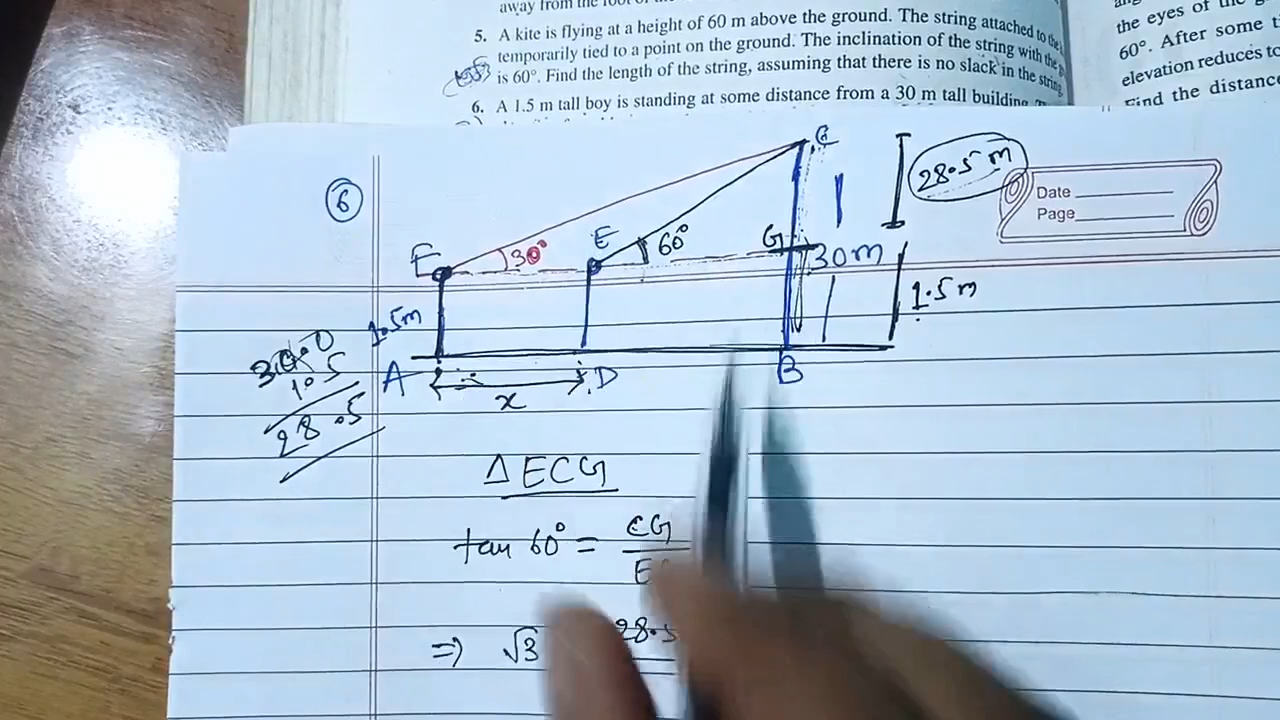 away from the
5. A kite is flying at a height of 60 m above the ground. The string attached to the
temporarily tied to a point on the ground. The inclination of the string with the
is 60°. Find the length of the string, assuming that there is no slack in the string
6. A 1.5 m tall boy is standing at some distance from a 30 m tall building
the eyes of the
60°. After some
elevation reduces to
Find the distance
6
C
28.5 m
Date
Page
F 30° E 60° G 30m
1.5m
1.5m
30.0
1.5
28.5
A D B
x
Δ ECG
tan 60° = CG
⇒ √3 28.5